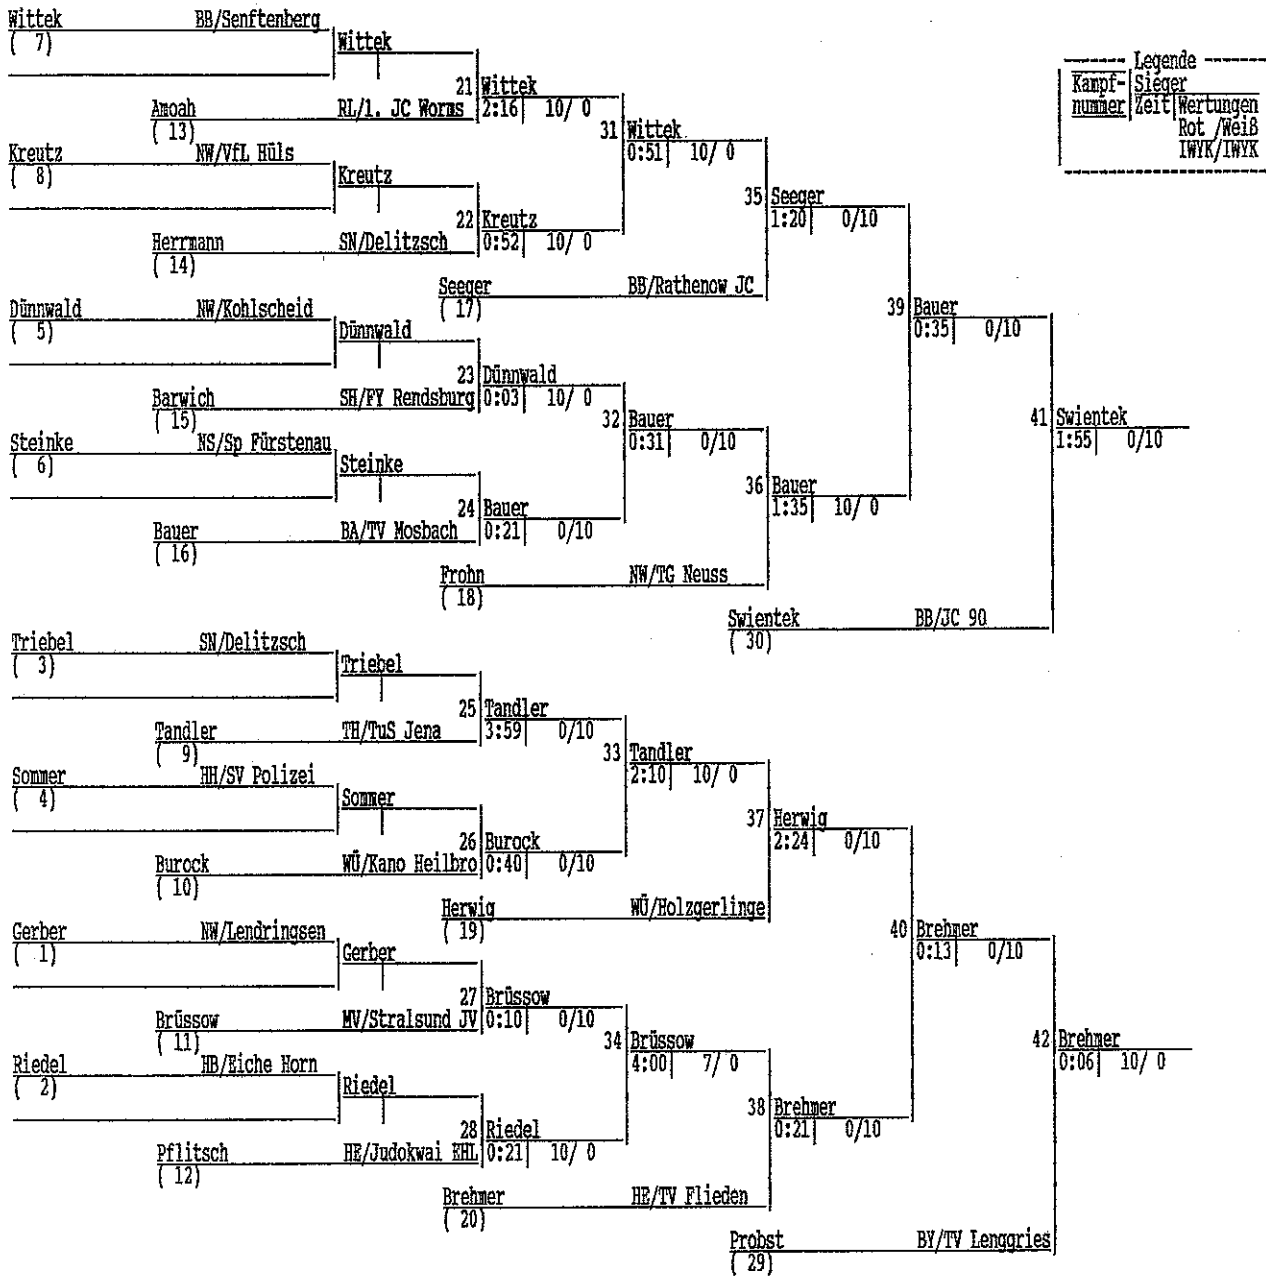 Wittek BB/Senftenberg
( 7)
Wittek
21 Wittek
2:16 10/ 0
Amoah RL/1. JC Worms
( 13)
31 Wittek
0:51 10/ 0
Kreutz NW/VfL Hüls
( 8)
Kreutz
22 Kreutz
0:52 10/ 0
Herrmann SN/Delitzsch
( 14)
35 Seeger
1:20 0/10
Seeger BB/Rathenow JC
( 17)
Dünnwald NW/Kohlscheid
( 5)
Dünnwald
23 Dünnwald
0:03 10/ 0
Barwich SH/FY Rendsburg
( 15)
39 Bauer
0:35 0/10
32 Bauer
0:31 0/10
Steinke NS/Sp Fürstenau
( 6)
Steinke
24 Bauer
0:21 0/10
Bauer BA/TV Mosbach
( 16)
36 Bauer
1:35 10/ 0
Frohn NW/TG Neuss
( 18)
41 Swientek
1:55 0/10
Swientek BB/JC 90
( 30)
Triebel SN/Delitzsch
( 3)
Triebel
25 Tandler
3:59 0/10
Tandler TH/TuS Jena
( 9)
33 Tandler
2:10 10/ 0
Sommer HH/SV Polizei
( 4)
Sommer
26 Burock
0:40 0/10
Burock WÜ/Kano Heilbro
( 10)
37 Herwig
2:24 0/10
Herwig WÜ/Holzgerlinge
( 19)
Gerber NW/Lendringsen
( 1)
Gerber
27 Brüssow
0:10 0/10
Brüssow MV/Stralsund JV
( 11)
40 Brehmer
0:13 0/10
34 Brüssow
4:00 7/ 0
Riedel HB/Eiche Horn
( 2)
Riedel
28 Riedel
0:21 10/ 0
Pflitsch HE/Judokwai EHL
( 12)
38 Brehmer
0:21 0/10
Brehmer HE/TV Flieden
( 20)
42 Brehmer
0:06 10/ 0
Probst BY/TV Lenggries
( 29)
Legende
Kampf- Sieger
nummer Zeit Wertungen
Rot /Weiß
IWYK/IWYK